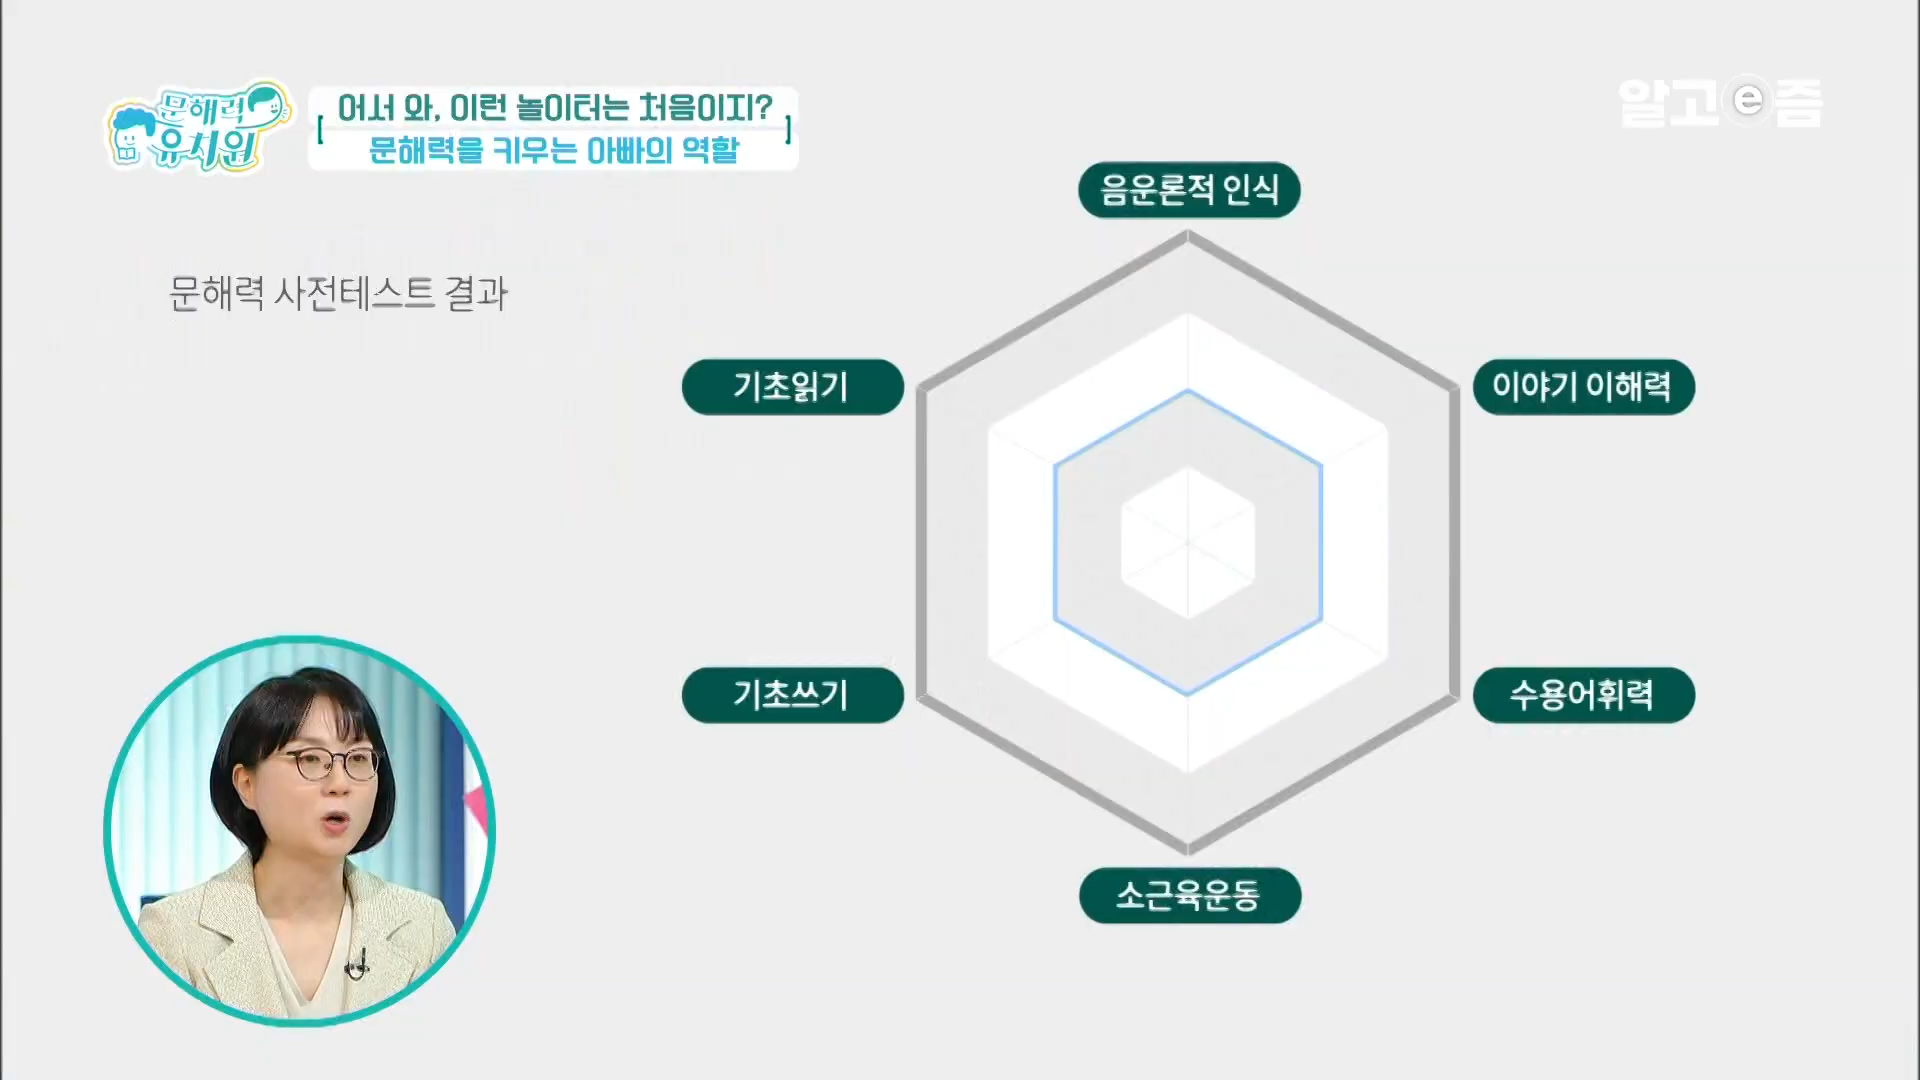 문해력
유치원
어서 와, 이런 놀이터는 처음이지?
문해력을 키우는 아빠의 역할
알고e즘
문해력 사전테스트 결과
음운론적 인식
기초읽기
이야기 이해력
기초쓰기
수용어휘력
소근육운동